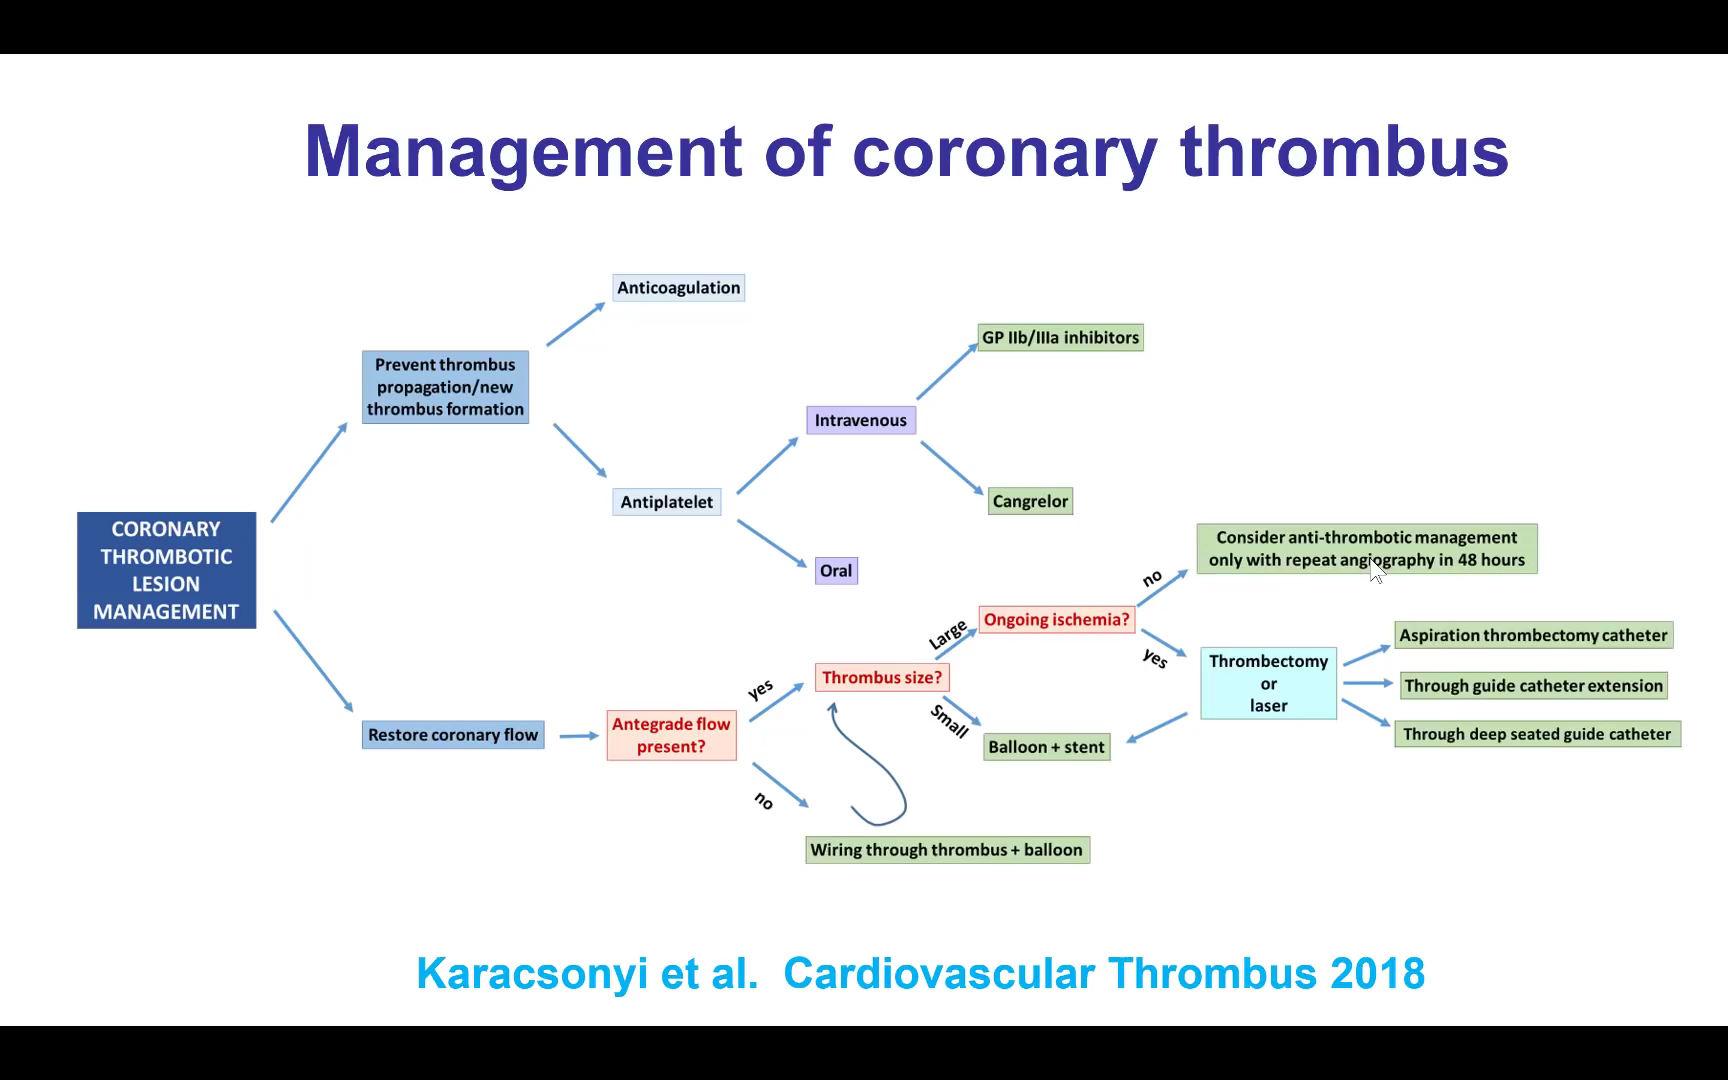 Management of coronary thrombus
Anticoagulation
GP IIb/IIIa inhibitors
Prevent thrombus
propagation/new
thrombus formation
Intravenous
Antiplatelet
Cangrelor
Oral
CORONARY
THROMBOTIC
LESION
MANAGEMENT
Consider anti-thrombotic management
only with repeat angiography in 48 hours
no
Ongoing ischemia?
Large
yes
Aspiration thrombectomy catheter
Thrombectomy
or
laser
Through guide catheter extension
Through deep seated guide catheter
Thrombus size?
yes
Small
Restore coronary flow
Antegrade flow
present?
Balloon + stent
no
Wiring through thrombus + balloon
Karacsonyi et al. Cardiovascular Thrombus 2018